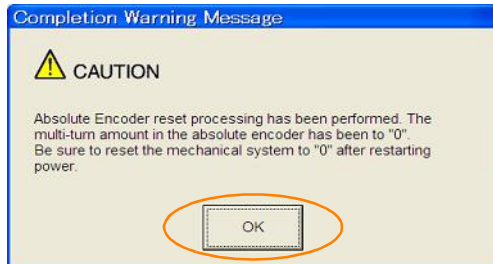 Completion Warning Message
CAUTION
Absolute Encoder reset processing has been performed. The
multi-turn amount in the absolute encoder has been to "0".
Be sure to reset the mechanical system to "0" after restarting
power.
OK